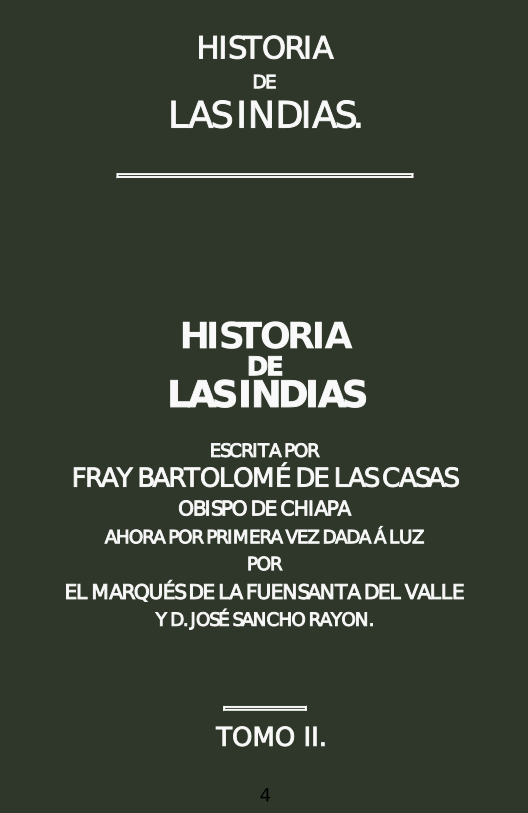 HISTORIA
DE
LAS INDIAS.
HISTORIA
DE
LAS INDIAS
ESCRITA POR
FRAY BARTOLOMÉ DE LAS CASAS
OBISPO DE CHIAPA
AHORA POR PRIMERA VEZ DADA Á LUZ
POR
EL MARQUÉS DE LA FUENSANTA DEL VALLE
Y D. JOSÉ SANCHO RAYON.
TOMO II.
4